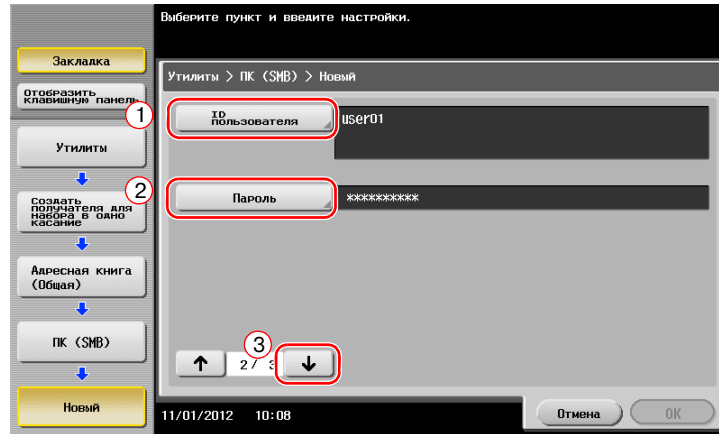 Выберите пункт и введите настройки.
Закладка
Отобразить
клавишную панель
1
Утилиты
2
Создать
получателя для
набора в одно
касание
Адресная книга
(Общая)
ПК (SMB)
Новый
Утилиты > ПК (SMB) > Новый
ID
пользователя
user01
Пароль
**********
3
↑ 2/ 3 ↓
11/01/2012 10:08
Отмена
OK